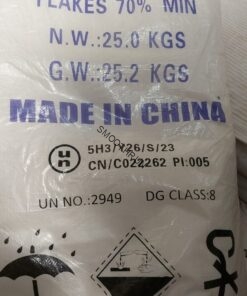 FLAKES 70% MIN
N.W.:25.0 KGS
G.W.:25.2 KGS
MADE IN CHINA
5H3/Y26/S/23
CN/C022262 PI:005
UN NO.:2949 DG CLASS:8